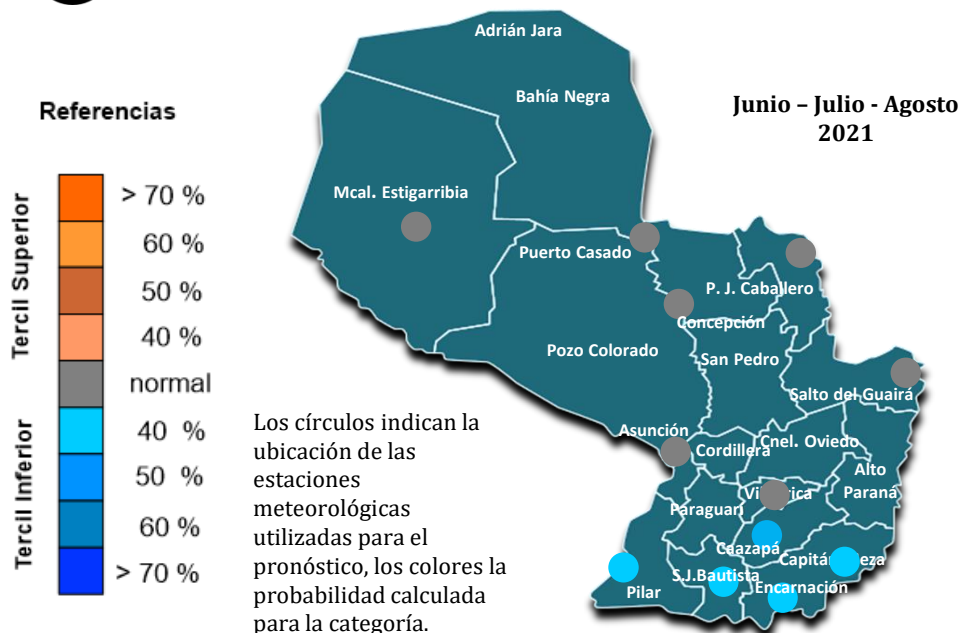 Referencias
Tercil Superior
> 70 %
60 %
50 %
40 %
normal
Tercil Inferior
40 %
50 %
60 %
> 70 %
Junio – Julio - Agosto
2021
Adrián Jara
Bahía Negra
Mcal. Estigarribia
Puerto Casado
P. J. Caballero
Concepción
Pozo Colorado
San Pedro
Salto del Guairá
Asunción
Cordillera
Cnel. Oviedo
Alto
Paraná
Paraguarí
Caazapá
S.J.Bautista
Encarnación
Pilar
Los círculos indican la
ubicación de las
estaciones
meteorológicas
utilizadas para el
pronóstico, los colores la
probabilidad calculada
para la categoría.